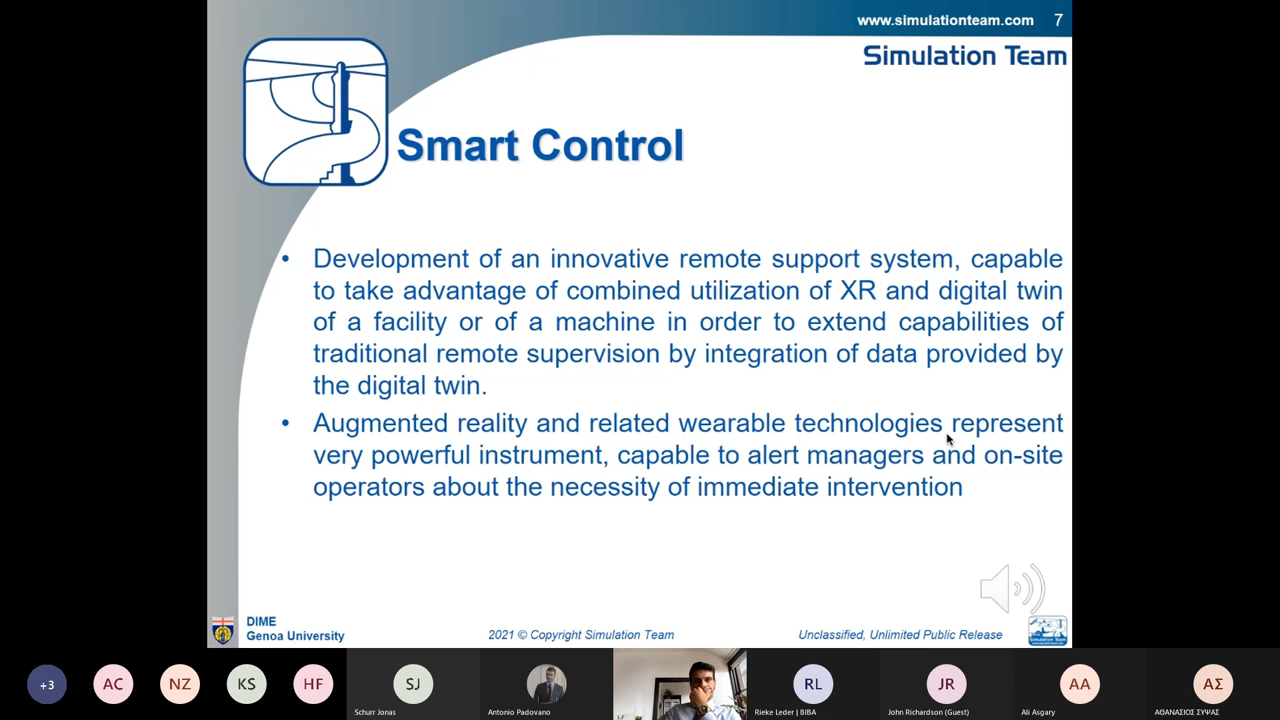 www.simulationteam.com 7
Simulation Team
Smart Control
• Development of an innovative remote support system, capable
to take advantage of combined utilization of XR and digital twin
of a facility or of a machine in order to extend capabilities of
traditional remote supervision by integration of data provided by
the digital twin.
• Augmented reality and related wearable technologies represent
very powerful instrument, capable to alert managers and on-site
operators about the necessity of immediate intervention
DIME
Genoa University
2021 © Copyright Simulation Team
Unclassified, Unlimited Public Release
Simulation Team
+3 AC NZ KS HF SJ RL JR AA ΑΣ
Schurr Jonas Antonio Padovano Rieke Leder | BIBA John Richardson (Guest) Ali Asgary ΑΘΑΝΑΣΙΟΣ ΣΥΨΑΣ